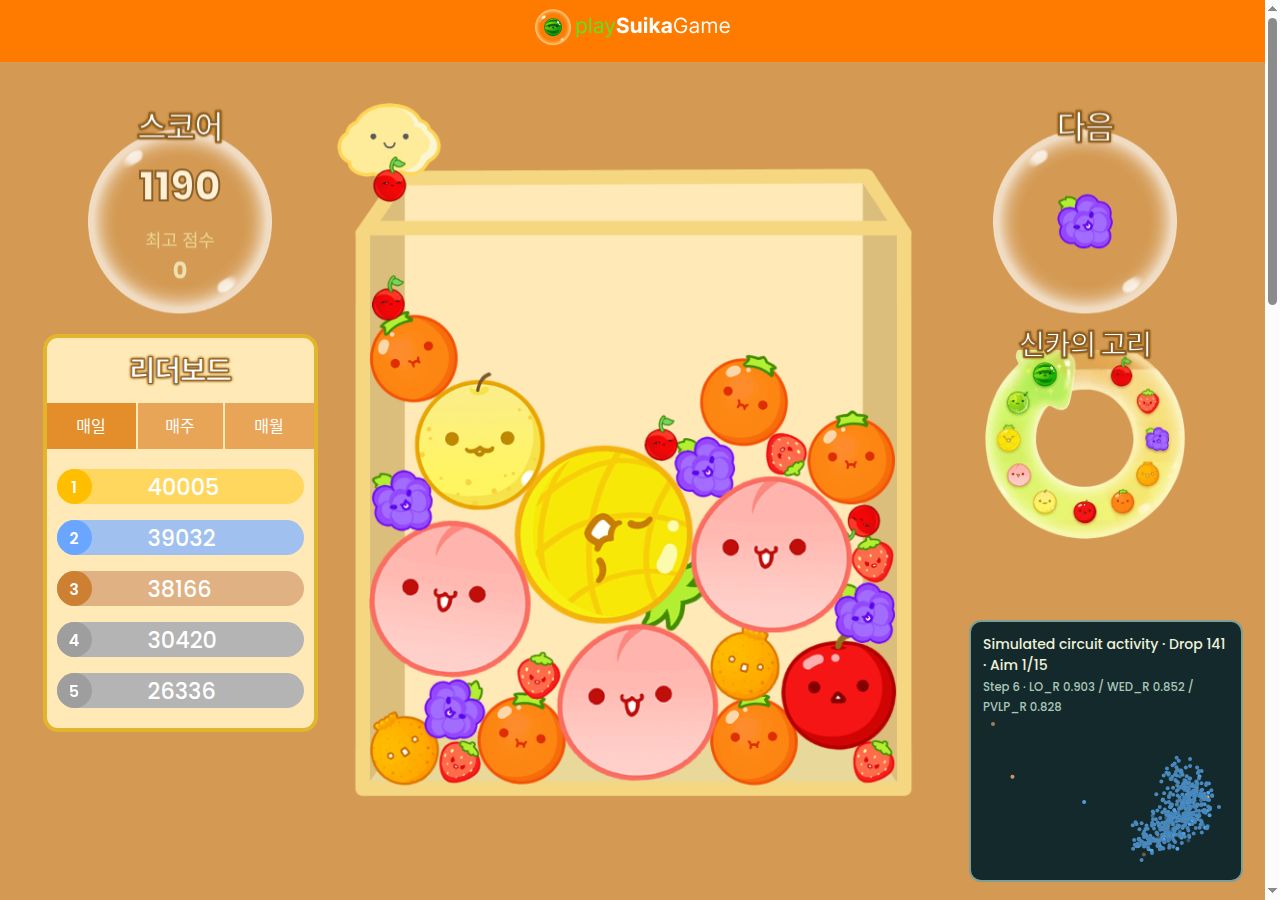 playSuikaGame
스코어
1190
최고 점수
0
다음
리더보드
매일 매주 매월
1 40005
2 39032
3 38166
4 30420
5 26336
신카의 고리
Simulated circuit activity · Drop 141
· Aim 1/15
Step 6 · LO_R 0.903 / WED_R 0.852 /
PVLP_R 0.828